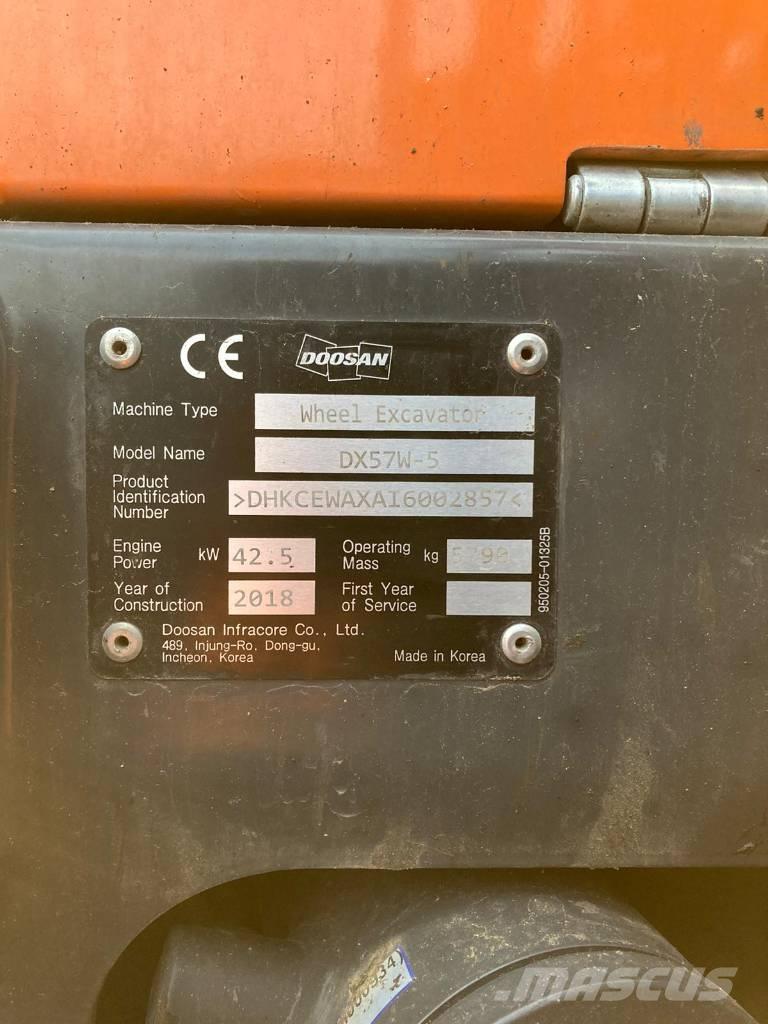 CE DOOSAN
Machine Type Wheel Excavator
Model Name DX57W-5
Product
Identification
Number >DHKCEWAXAI6002857<
Engine
Power kW 42.5 Operating
Mass kg
Year of
Construction 2018 First Year
of Service
Doosan Infracore Co., Ltd.
489, Injung-Ro, Dong-gu,
Incheon, Korea
Made in Korea
950205-01325B
MASCUS